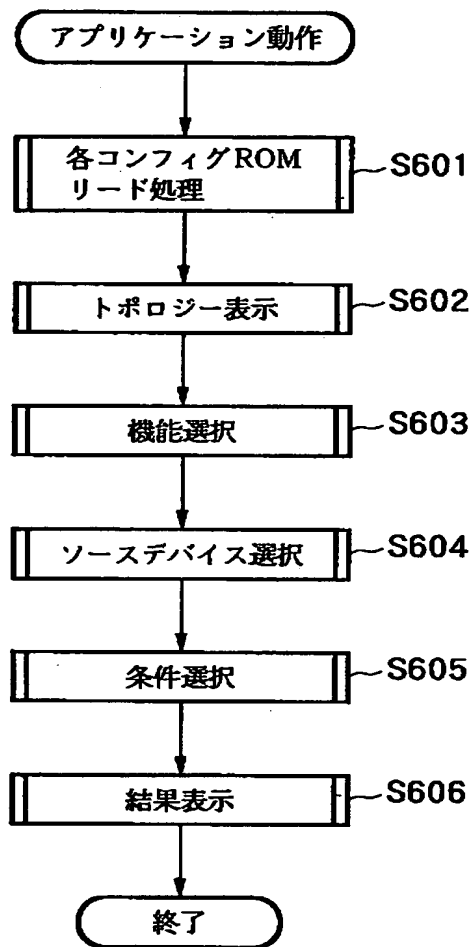 アプリケーション動作
各コンフィグROM
リード処理
S601
トポロジー表示
S602
機能選択
S603
ソースデバイス選択
S604
条件選択
S605
結果表示
S606
終了